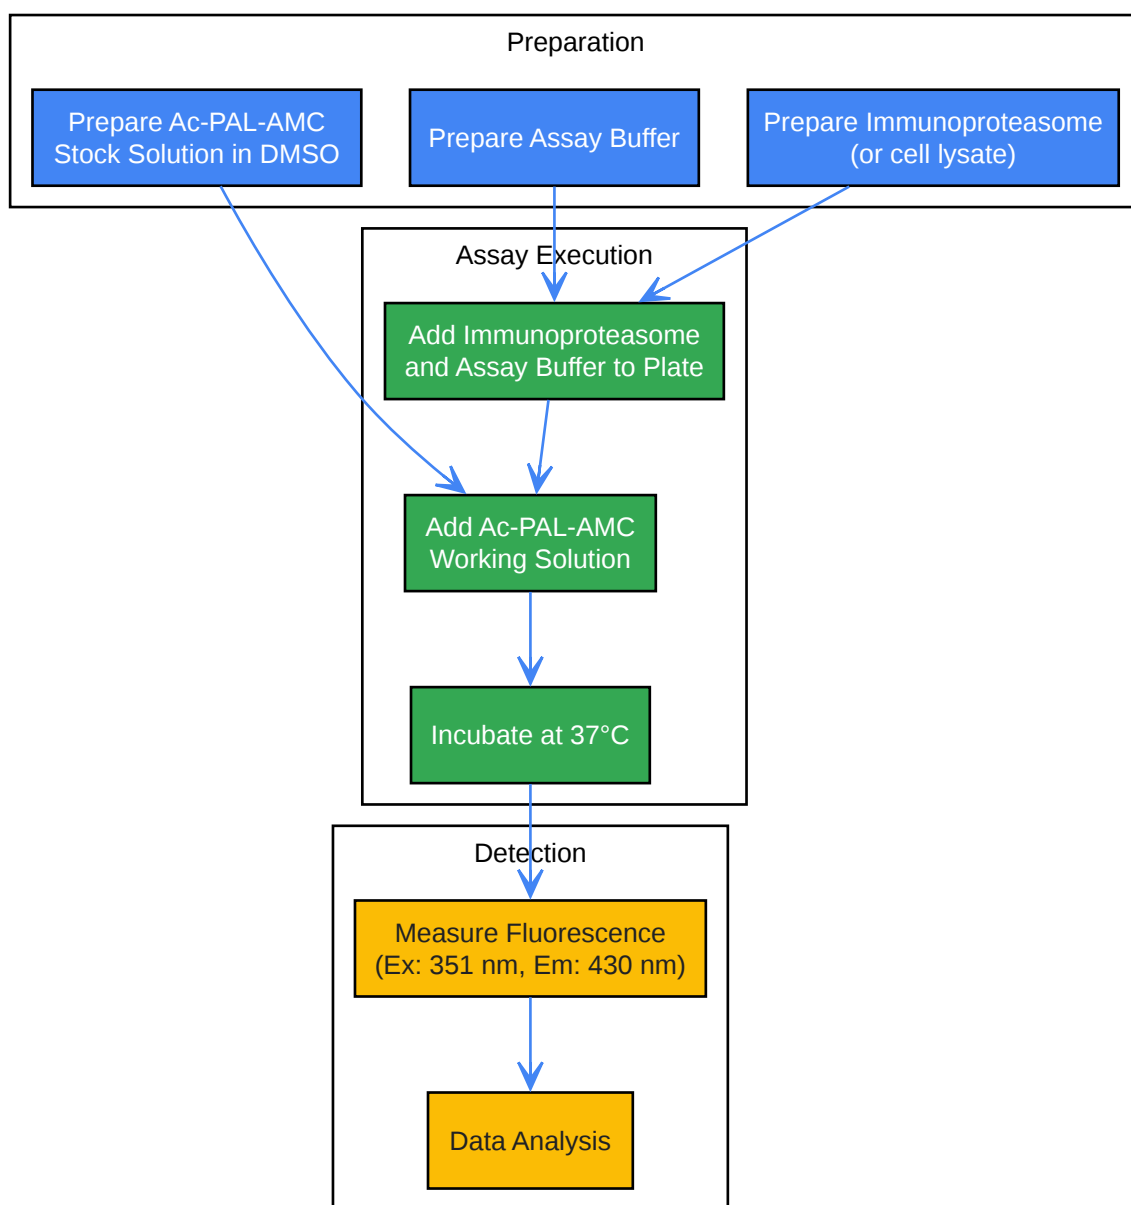 Preparation
Prepare Ac-PAL-AMC
Stock Solution in DMSO
Prepare Assay Buffer
Prepare Immunoproteasome
(or cell lysate)
Assay Execution
Add Immunoproteasome
and Assay Buffer to Plate
Add Ac-PAL-AMC
Working Solution
Incubate at 37°C
Detection
Measure Fluorescence
(Ex: 351 nm, Em: 430 nm)
Data Analysis